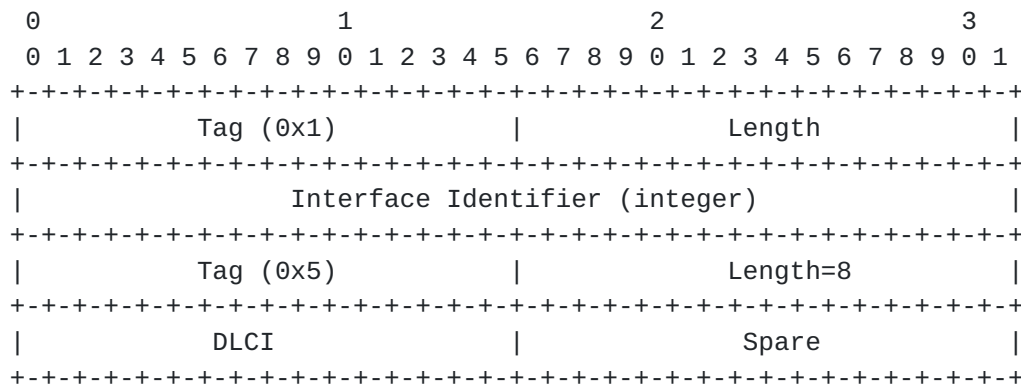 0                   1                   2                   3
 0 1 2 3 4 5 6 7 8 9 0 1 2 3 4 5 6 7 8 9 0 1 2 3 4 5 6 7 8 9 0 1
+-+-+-+-+-+-+-+-+-+-+-+-+-+-+-+-+-+-+-+-+-+-+-+-+-+-+-+-+-+-+-+-+
|           Tag (0x1)           |             Length            |
+-+-+-+-+-+-+-+-+-+-+-+-+-+-+-+-+-+-+-+-+-+-+-+-+-+-+-+-+-+-+-+-+
|                 Interface Identifier (integer)                |
+-+-+-+-+-+-+-+-+-+-+-+-+-+-+-+-+-+-+-+-+-+-+-+-+-+-+-+-+-+-+-+-+
|           Tag (0x5)           |             Length=8          |
+-+-+-+-+-+-+-+-+-+-+-+-+-+-+-+-+-+-+-+-+-+-+-+-+-+-+-+-+-+-+-+-+
|            DLCI               |              Spare            |
+-+-+-+-+-+-+-+-+-+-+-+-+-+-+-+-+-+-+-+-+-+-+-+-+-+-+-+-+-+-+-+-+